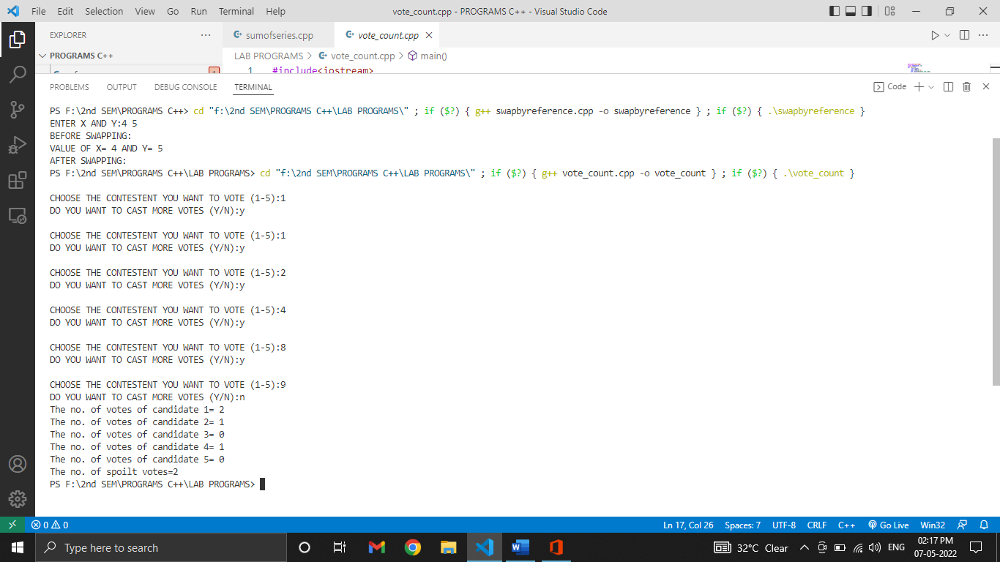 File Edit Selection View Go Run Terminal Help vote_count.cpp - PROGRAMS C++ - Visual Studio Code
EXPLORER ··· sumofseries.cpp vote_count.cpp
PROGRAMS C++ LAB PROGRAMS > vote_count.cpp > main()
1 #include<iostream>
PROBLEMS OUTPUT DEBUG CONSOLE TERMINAL Code
PS F:\2nd SEM\PROGRAMS C++> cd "f:\2nd SEM\PROGRAMS C++\LAB PROGRAMS\" ; if ($?) { g++ swapbyreference.cpp -o swapbyreference } ; if ($?) { .\swapbyreference }
ENTER X AND Y:4 5
BEFORE SWAPPING:
VALUE OF X= 4 AND Y= 5
AFTER SWAPPING:
PS F:\2nd SEM\PROGRAMS C++\LAB PROGRAMS> cd "f:\2nd SEM\PROGRAMS C++\LAB PROGRAMS\" ; if ($?) { g++ vote_count.cpp -o vote_count } ; if ($?) { .\vote_count }
CHOOSE THE CONTESTENT YOU WANT TO VOTE (1-5):1
DO YOU WANT TO CAST MORE VOTES (Y/N):y
CHOOSE THE CONTESTENT YOU WANT TO VOTE (1-5):1
DO YOU WANT TO CAST MORE VOTES (Y/N):y
CHOOSE THE CONTESTENT YOU WANT TO VOTE (1-5):2
DO YOU WANT TO CAST MORE VOTES (Y/N):y
CHOOSE THE CONTESTENT YOU WANT TO VOTE (1-5):4
DO YOU WANT TO CAST MORE VOTES (Y/N):y
CHOOSE THE CONTESTENT YOU WANT TO VOTE (1-5):8
DO YOU WANT TO CAST MORE VOTES (Y/N):y
CHOOSE THE CONTESTENT YOU WANT TO VOTE (1-5):9
DO YOU WANT TO CAST MORE VOTES (Y/N):n
The no. of votes of candidate 1= 2
The no. of votes of candidate 2= 1
The no. of votes of candidate 3= 0
The no. of votes of candidate 4= 1
The no. of votes of candidate 5= 0
The no. of spoilt votes=2
PS F:\2nd SEM\PROGRAMS C++\LAB PROGRAMS>
0 0 Ln 17, Col 26 Spaces: 7 UTF-8 CRLF C++ Go Live Win32
Type here to search 32°C Clear ENG 02:17 PM
07-05-2022